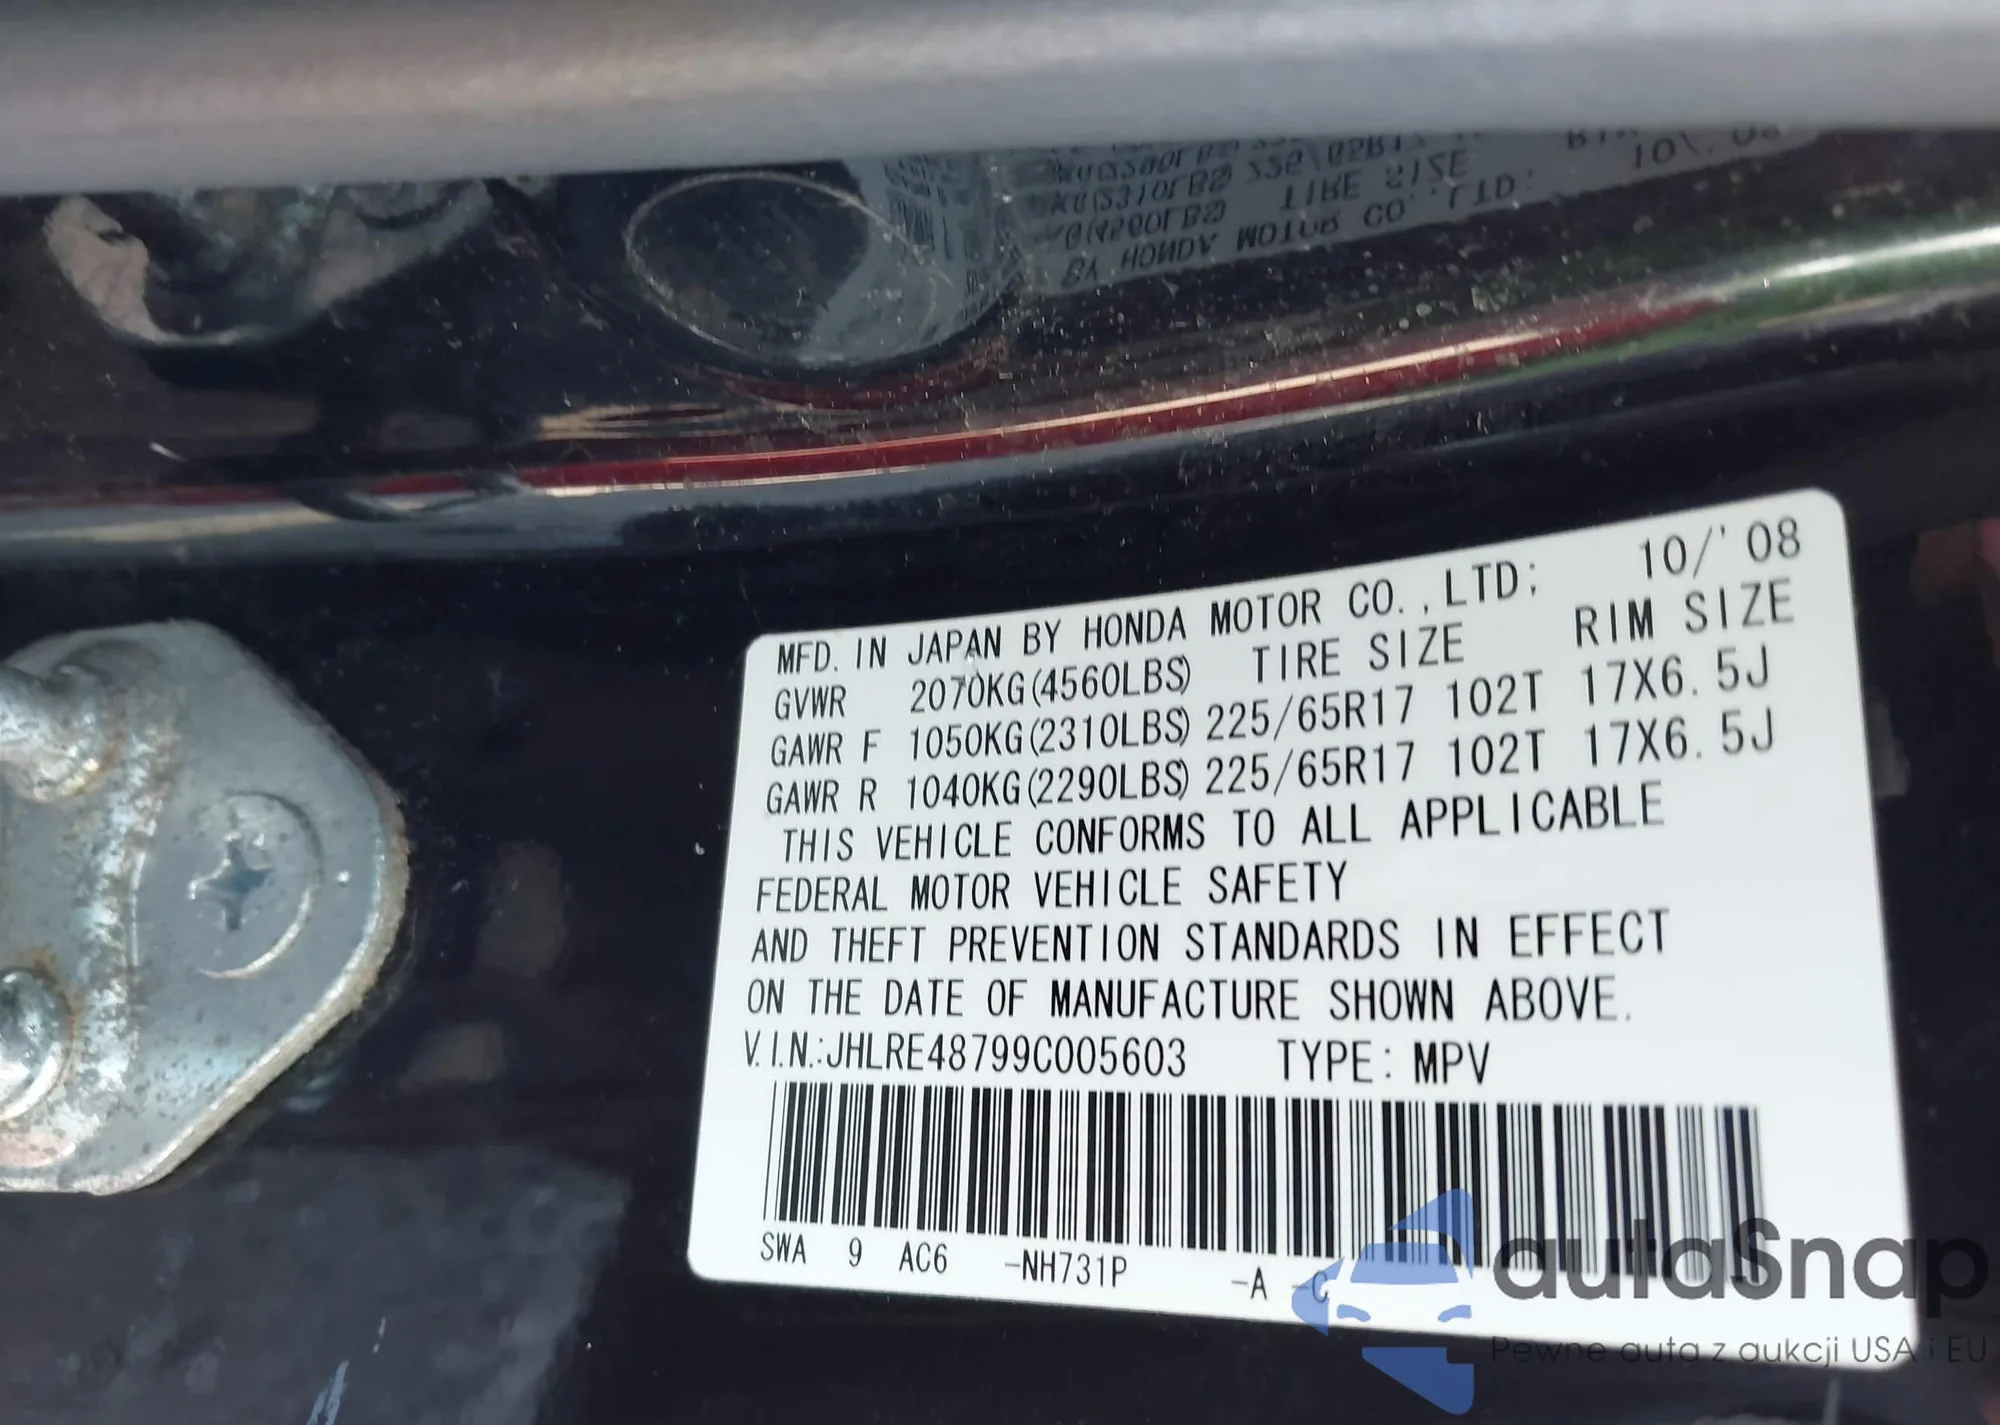 MFD. IN JAPAN BY HONDA MOTOR CO.,LTD; 10/'08
GVWR 2070KG(4560LBS) TIRE SIZE RIM SIZE
GAWR F 1050KG(2310LBS) 225/65R17 102T 17X6.5J
GAWR R 1040KG(2290LBS) 225/65R17 102T 17X6.5J
THIS VEHICLE CONFORMS TO ALL APPLICABLE
FEDERAL MOTOR VEHICLE SAFETY
AND THEFT PREVENTION STANDARDS IN EFFECT
ON THE DATE OF MANUFACTURE SHOWN ABOVE.
V.I.N.:JHLRE48799C005603 TYPE: MPV
SWA 9 AC6 -NH731P -A -C
autaSnap
Pewne auta z aukcji USA i EU